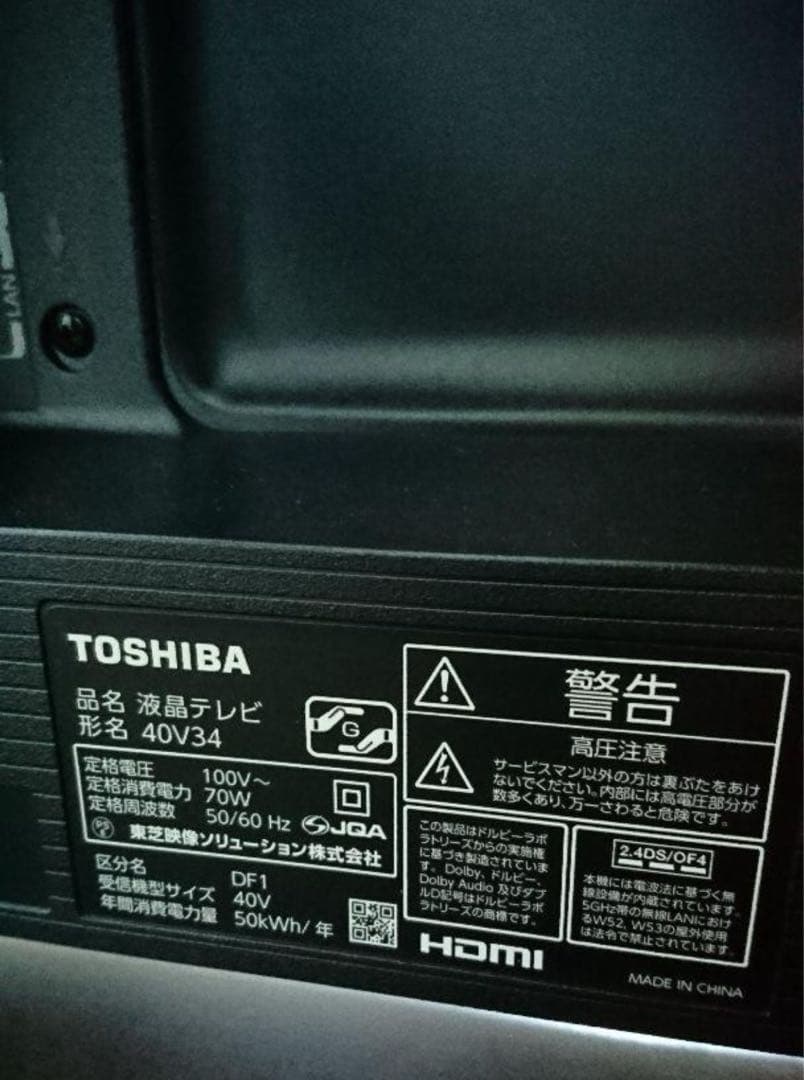 LAN
TOSHIBA
品名 液晶テレビ
形名 40V34
G
定格電圧 100V～
定格消費電力 70W
定格周波数 50/60 Hz
JQA
PS
東芝映像ソリューション株式会社
区分名 DF1
受信機型サイズ 40V
年間消費電力量 50kWh/年
警告
高圧注意
サービスマン以外の方は裏ぶたをあけ
ないでください。内部には高電圧部分が
数多くあり、万一さわると危険です。
この製品はドルビーラボ
ラトリーズからの実施権
に基づき製造されていま
す。Dolby、ドルビー、
Dolby Audio 及びダブ
ルD記号はドルビーラボ
ラトリーズの商標です。
2.4DS/OF4
本機には電波法に基づく無
線設備が内蔵されています。
5GHz帯の無線LANにおけ
るW52、W53の屋外使用
は法令で禁止されています。
HDMI
MADE IN CHINA